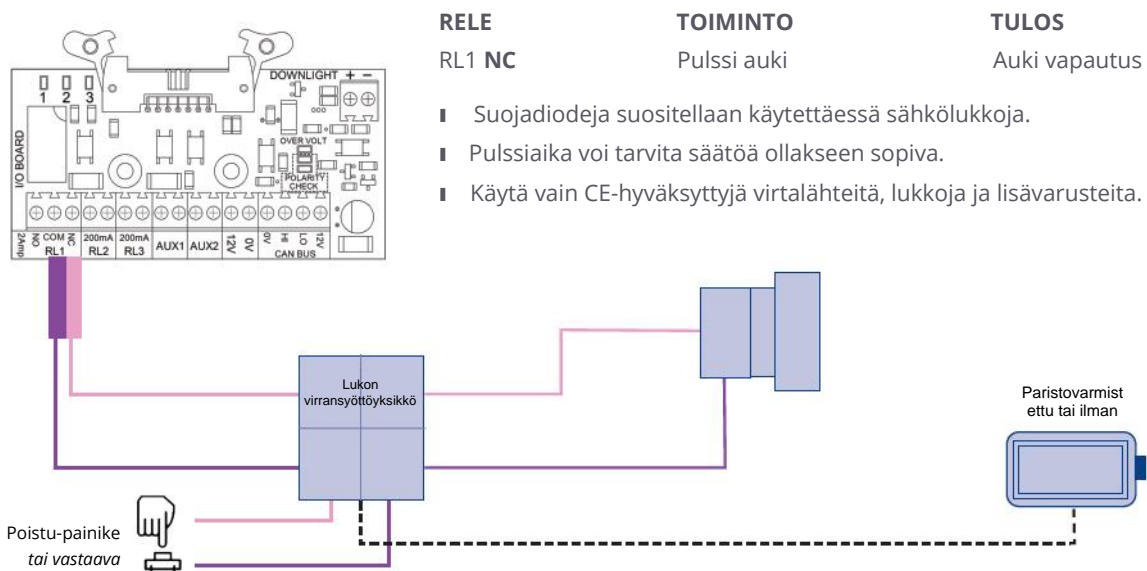 RELE TOIMINTO TULOS
RL1 NC Pulssi auki Auki vapautus
Suojadiodeja suositellaan käytettäessä sähkölukkoja.
Pulssiaika voi tarvita säätöä ollakseen sopiva.
Käytä vain CE-hyväksyttyjä virtalähteitä, lukkoja ja lisävarusteita.
DOWNLIGHT + −
1 2 3
I/O BOARD
OVER VOLT
POLARITY
CHECK
2Amp NO COM NC 200mA 200mA AUX1 AUX2 12V 0V 0V HI LO 12V
RL1 RL2 RL3 CAN BUS
Lukon
virransyöttöyksikkö
Paristovarmist
ettu tai ilman
Poistu-painike
tai vastaava